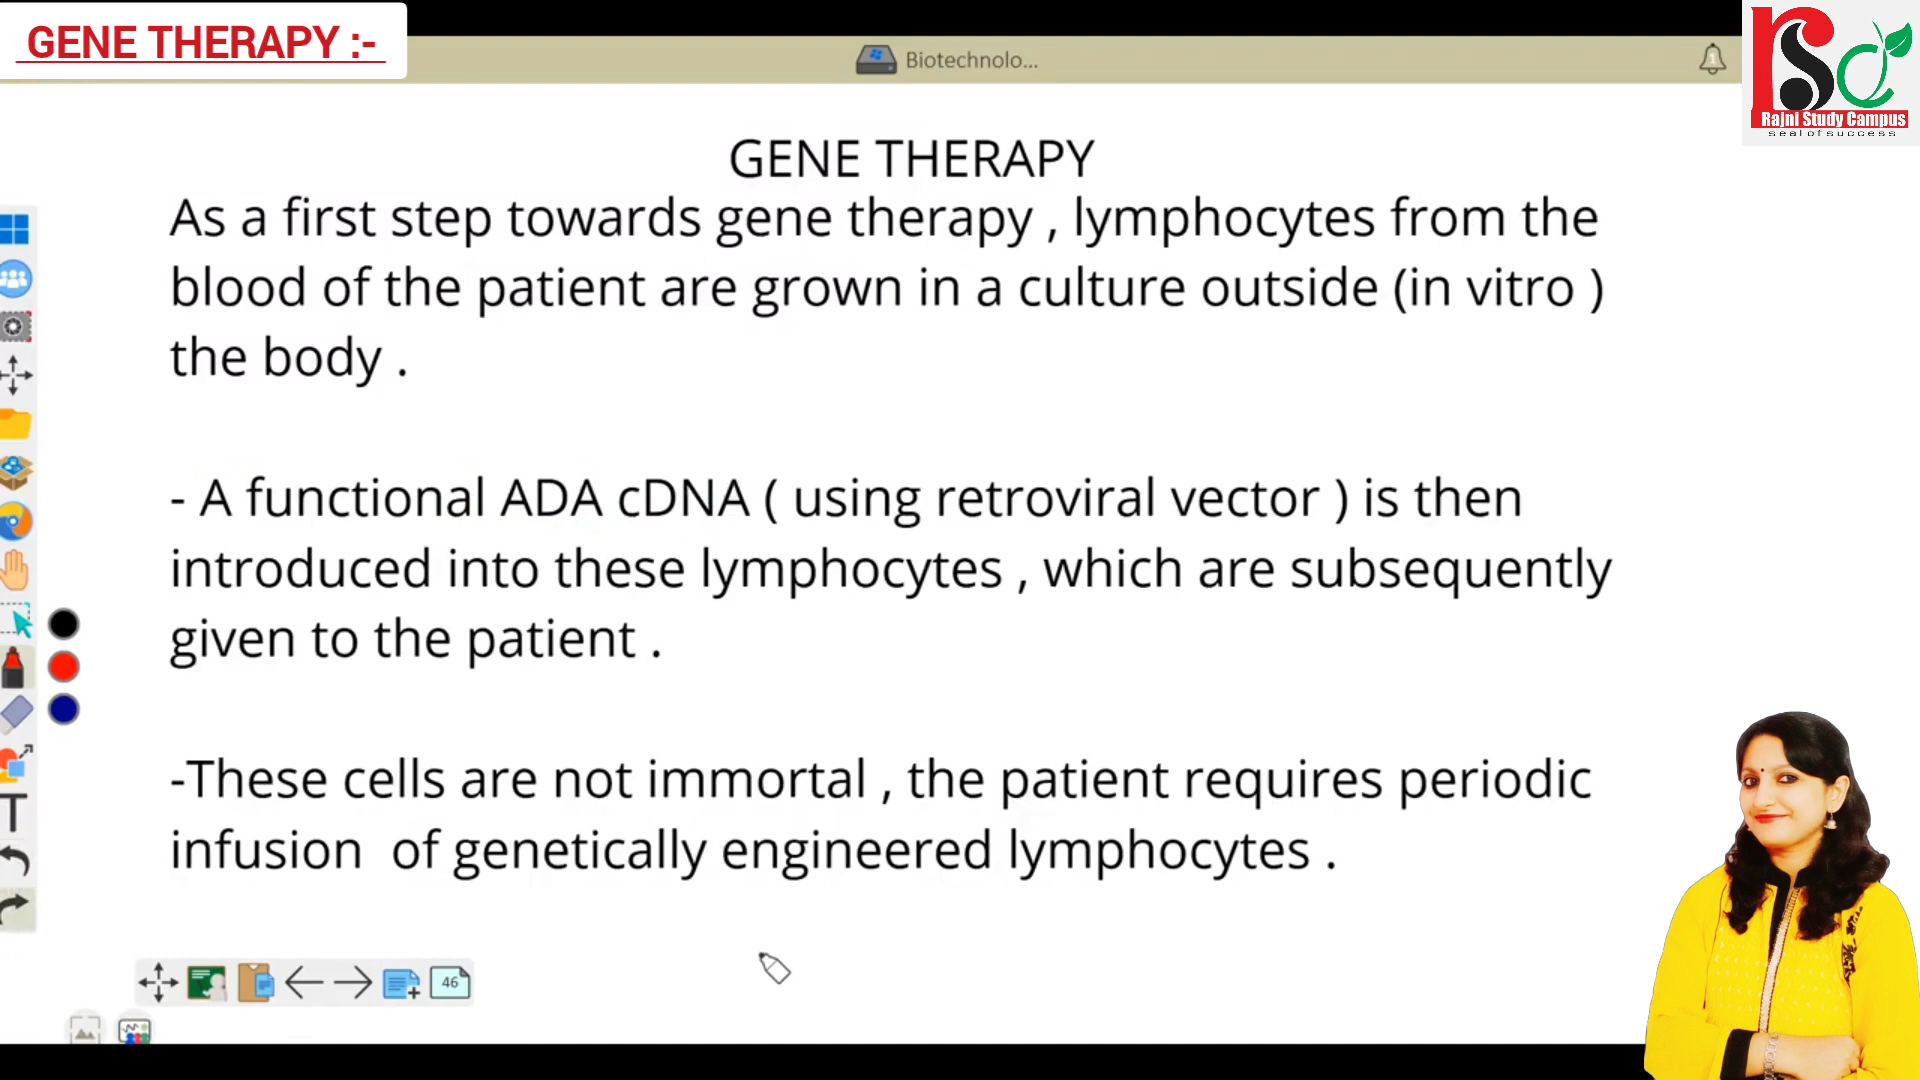 GENE THERAPY :-
Biotechnolo...
1
rsc
Rajni Study Campus
seal of success
GENE THERAPY
As a first step towards gene therapy , lymphocytes from the
blood of the patient are grown in a culture outside (in vitro )
the body .
- A functional ADA cDNA ( using retroviral vector ) is then
introduced into these lymphocytes , which are subsequently
given to the patient .
-These cells are not immortal , the patient requires periodic
infusion of genetically engineered lymphocytes .
T
46